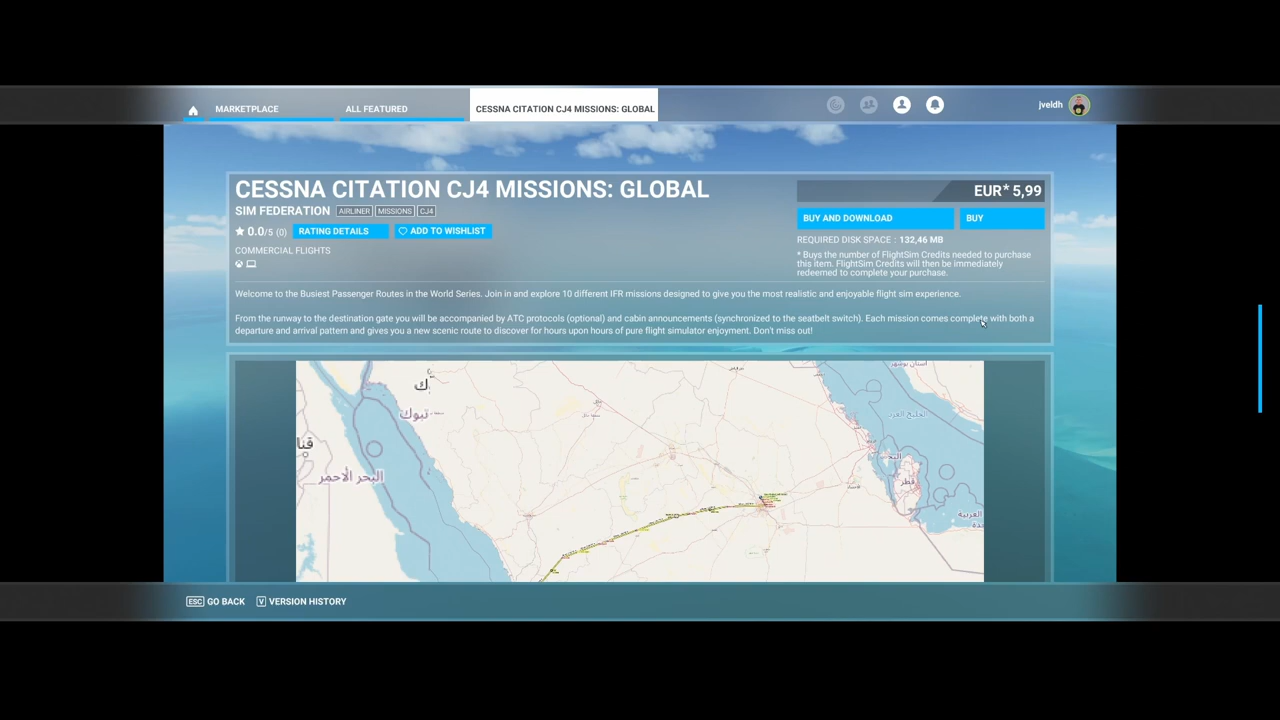 MARKETPLACE
ALL FEATURED
CESSNA CITATION CJ4 MISSIONS: GLOBAL
jveldh
CESSNA CITATION CJ4 MISSIONS: GLOBAL
EUR* 5,99
SIM FEDERATION AIRLINER MISSIONS CJ4
BUY AND DOWNLOAD
BUY
0.0/5 (0) RATING DETAILS ADD TO WISHLIST
REQUIRED DISK SPACE : 132,46 MB
COMMERCIAL FLIGHTS
* Buys the number of FlightSim Credits needed to purchase
this item. FlightSim Credits will then be immediately
redeemed to complete your purchase.
Welcome to the Busiest Passenger Routes in the World Series. Join in and explore 10 different IFR missions designed to give you the most realistic and enjoyable flight sim experience.
From the runway to the destination gate you will be accompanied by ATC protocols (optional) and cabin announcements (synchronized to the seatbelt switch). Each mission comes complete with both a
departure and arrival pattern and gives you a new scenic route to discover for hours upon hours of pure flight simulator enjoyment. Don't miss out!
تبوك
البحر الأحمر
قطر
ESC GO BACK V VERSION HISTORY